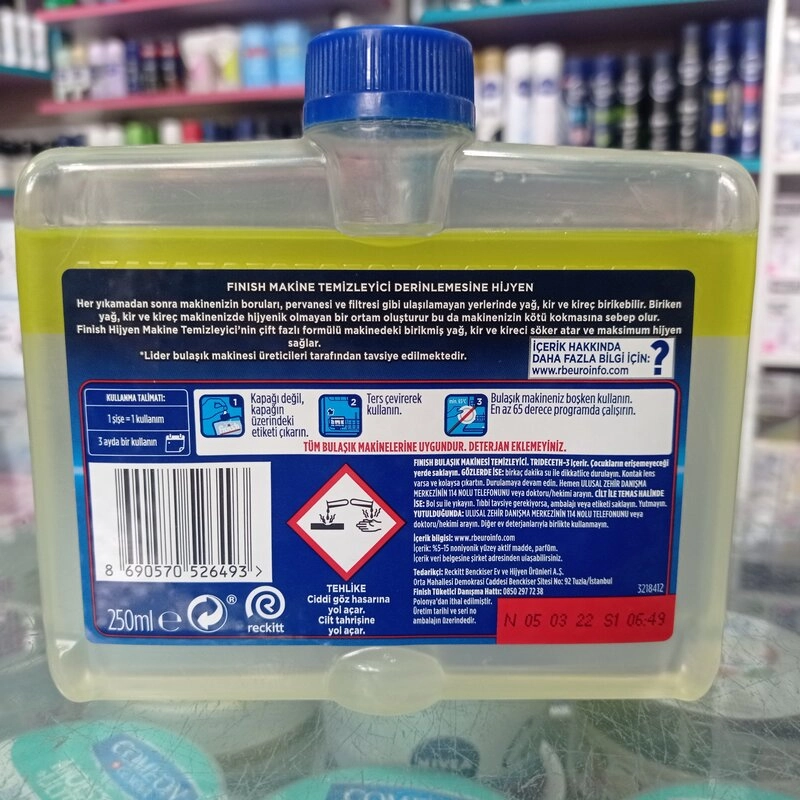 FINISH MAKİNE TEMİZLEYİCİ DERİNLEMESİNE HİJYEN
Her yıkamadan sonra makinenizin boruları, pervanesi ve filtresi gibi ulaşılamayan yerlerinde yağ, kir ve kireç birikebilir. Biriken
yağ, kir ve kireç makinenizde hijyenik olmayan bir ortam oluşturur bu da makinenizin kötü kokmasına sebep olur.
Finish Hijyen Makine Temizleyici'nin çift fazlı formülü makinedeki birikmiş yağ, kir ve kireci söker atar ve maksimum hijyen
sağlar.
*Lider bulaşık makinesi üreticileri tarafından tavsiye edilmektedir.
İÇERİK HAKKINDA
DAHA FAZLA BİLGİ İÇİN:
www.rbeuroinfo.com
?
KULLANMA TALİMATI:
1 şişe = 1 kullanım
3 ayda bir kullanın
1
Kapağı değil,
kapağın
üzerindeki
etiketi çıkarın.
2
Ters çevirerek
kullanın.
min. 65°C
3
Bulaşık makineniz boşken kullanın.
En az 65 derece programda çalışırın.
TÜM BULAŞIK MAKİNELERİNE UYGUNDUR. DETERJAN EKLEMEYİNİZ.
8 690570 526493 >
250ml e
®
reckitt
TEHLİKE
Ciddi göz hasarına
yol açar.
Cilt tahrişine
yol açar.
FINISH BULAŞIK MAKİNESİ TEMİZLEYİCİ. TRIDECETH-3 içerir. Çocukların erişemeyeceği
yerde saklayın. GÖZLERDE İSE: birkaç dakika su ile dikkatlice durulayın. Kontak lens
varsa ve kolaysa çıkartın. Durulamaya devam edin. Hemen ULUSAL ZEHİR DANIŞMA
MERKEZİNİN 114 NOLU TELEFONUNU veya doktoru/hekimi arayın. CİLT İLE TEMAS HALİNDE
İSE: Bol su ile yıkayın. Tıbbi tavsiye gerekiyorsa, ambalajı veya etiketi saklayın. Yutmayın.
YUTULDUĞUNDA: ULUSAL ZEHİR DANIŞMA MERKEZİNİN 114 NOLU TELEFONUNU veya
doktoru/hekimi arayın. Diğer ev deterjanlarıyla birlikte kullanmayın.
İçerik bilgisi: www.rbeuroinfo.com
İçerik: %5-15 noniyonik yüzey aktif madde, parfüm.
İçerik veri belgesine şirket adresinden ulaşabilirsiniz.
Tedarikçi: Reckitt Benckiser Ev ve Hijyen Ürünleri A.Ş.
Orta Mahallesi Demokrasi Caddesi Benckiser Sitesi No: 92 Tuzla/İstanbul
Finish Tüketici Danışma Hattı: 0850 297 72 38
Polonya'dan ithal edilmiştir.
Üretim tarihi ve seri no
ambalajın üzerindedir.
3218412
N 05 03 22 S1 06:49
COMEON
NIVEA